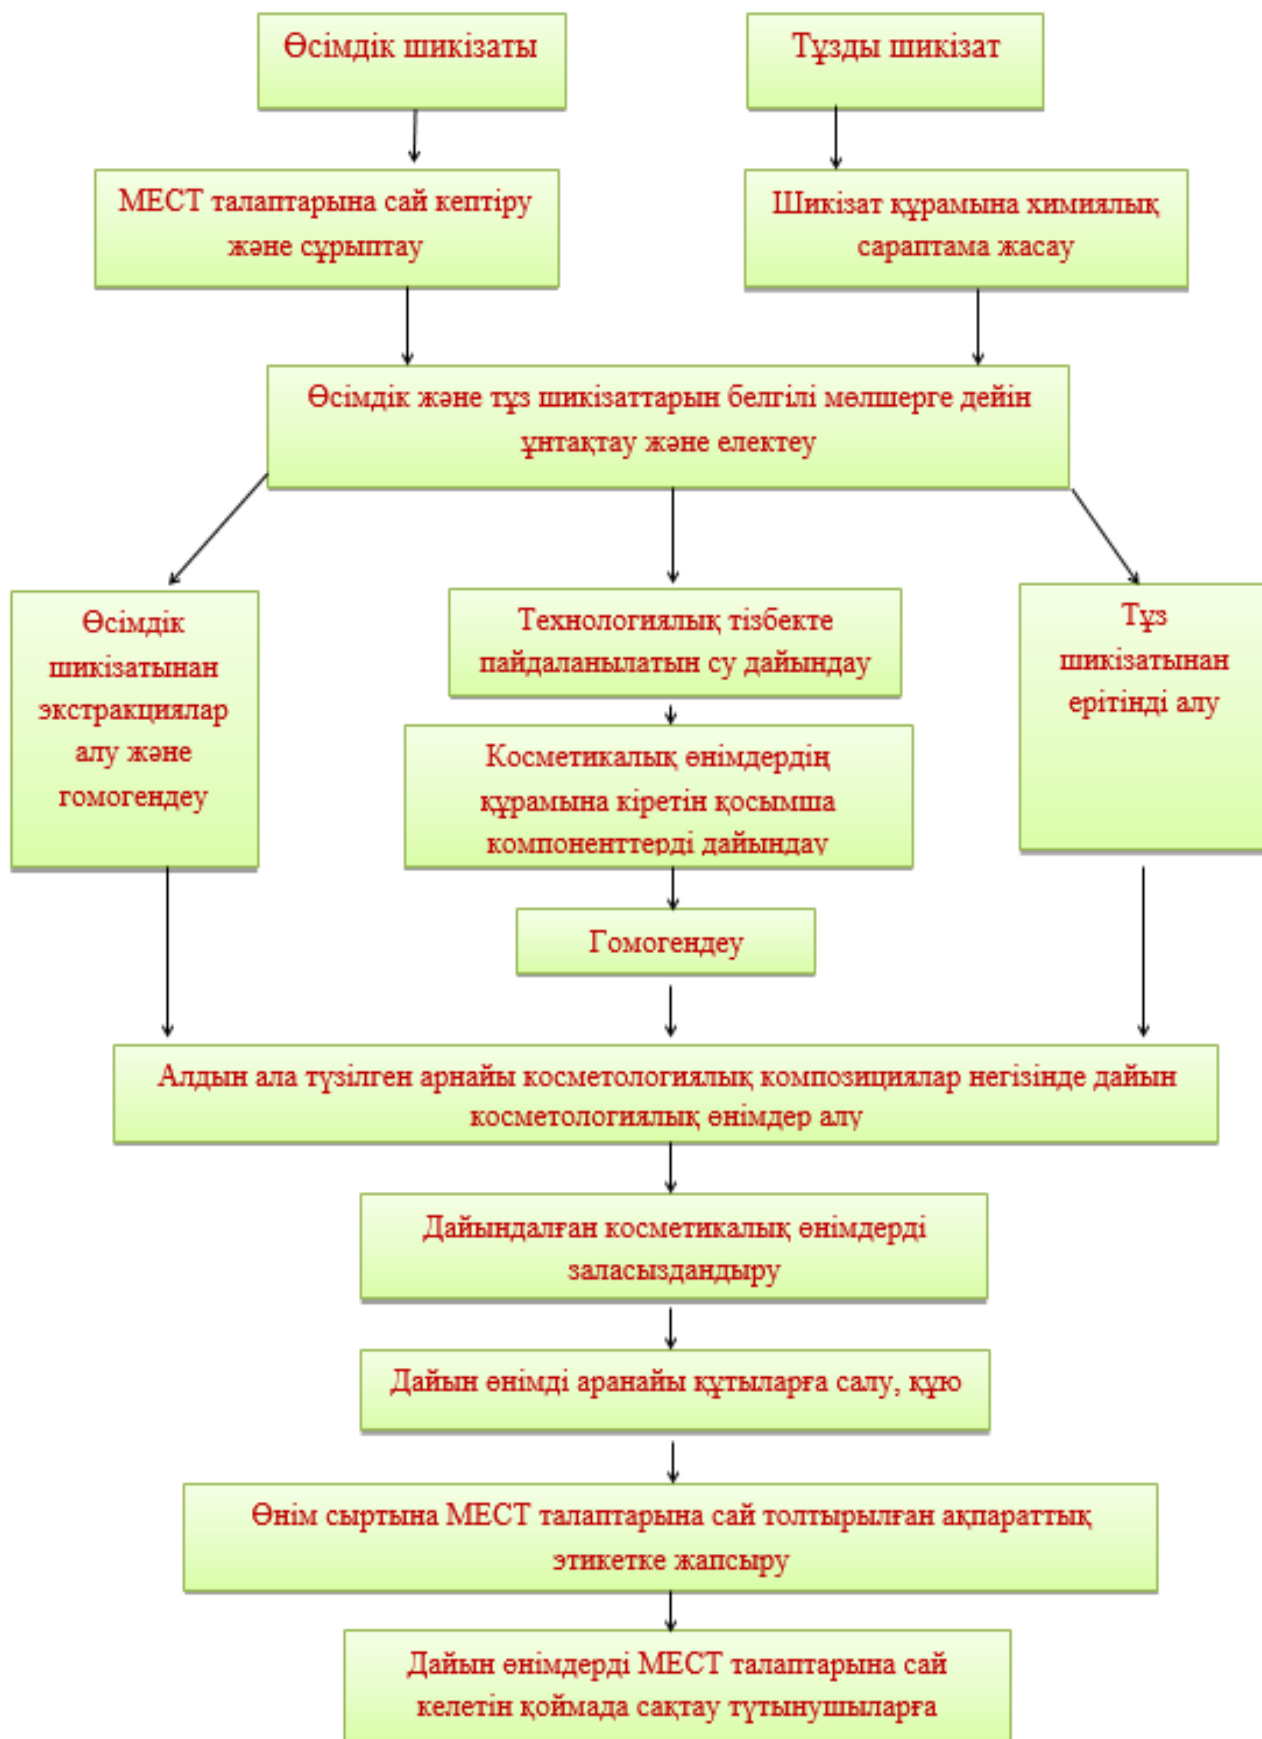 Өсімдік шикізаты
Тұзды шикізат
МЕСТ талаптарына сай кептіру
және сұрыптау
Шикізат құрамына химиялық
сараптама жасау
Өсімдік және тұз шикізаттарын белгілі мөлшерге дейін
ұнтақтау және електеу
Өсімдік
шикізатынан
экстракциялар
алу және
гомогендеу
Технологиялық тізбекте
пайдаланылатын су дайындау
Косметикалық өнімдердің
құрамына кіретін қосымша
компоненттерді дайындау
Гомогендеу
Тұз
шикізатынан
ерітінді алу
Алдын ала түзілген арнайы косметологиялық композициялар негізінде дайын
косметологиялық өнімдер алу
Дайындалған косметикалық өнімдерді
заласыздандыру
Дайын өнімді аранайы құтыларға салу, құю
Өнім сыртына МЕСТ талаптарына сай толтырылған ақпараттық
этикетке жапсыру
Дайын өнімдерді МЕСТ талаптарына сай
келетін қоймада сақтау тұтынушыларға